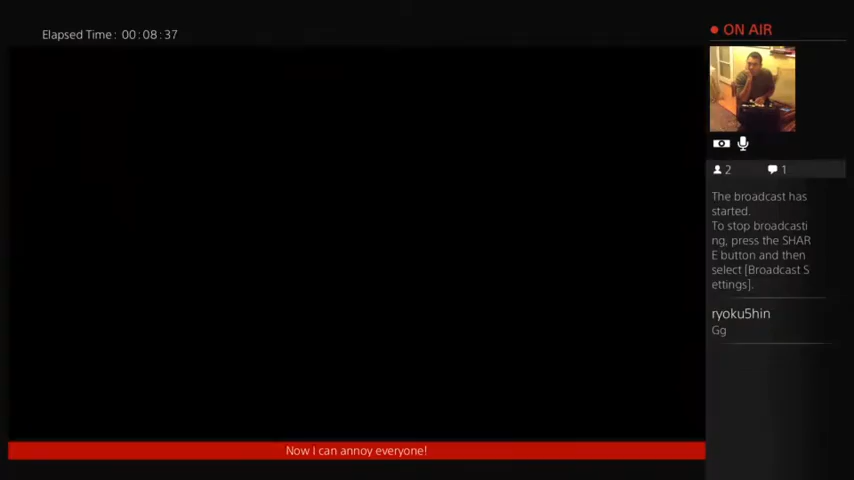 Elapsed Time: 00:08:37
ON AIR
2
1
The broadcast has
started.
To stop broadcasti
ng, press the SHAR
E button and then
select [Broadcast S
ettings].
ryoku5hin
Gg
Now I can annoy everyone!